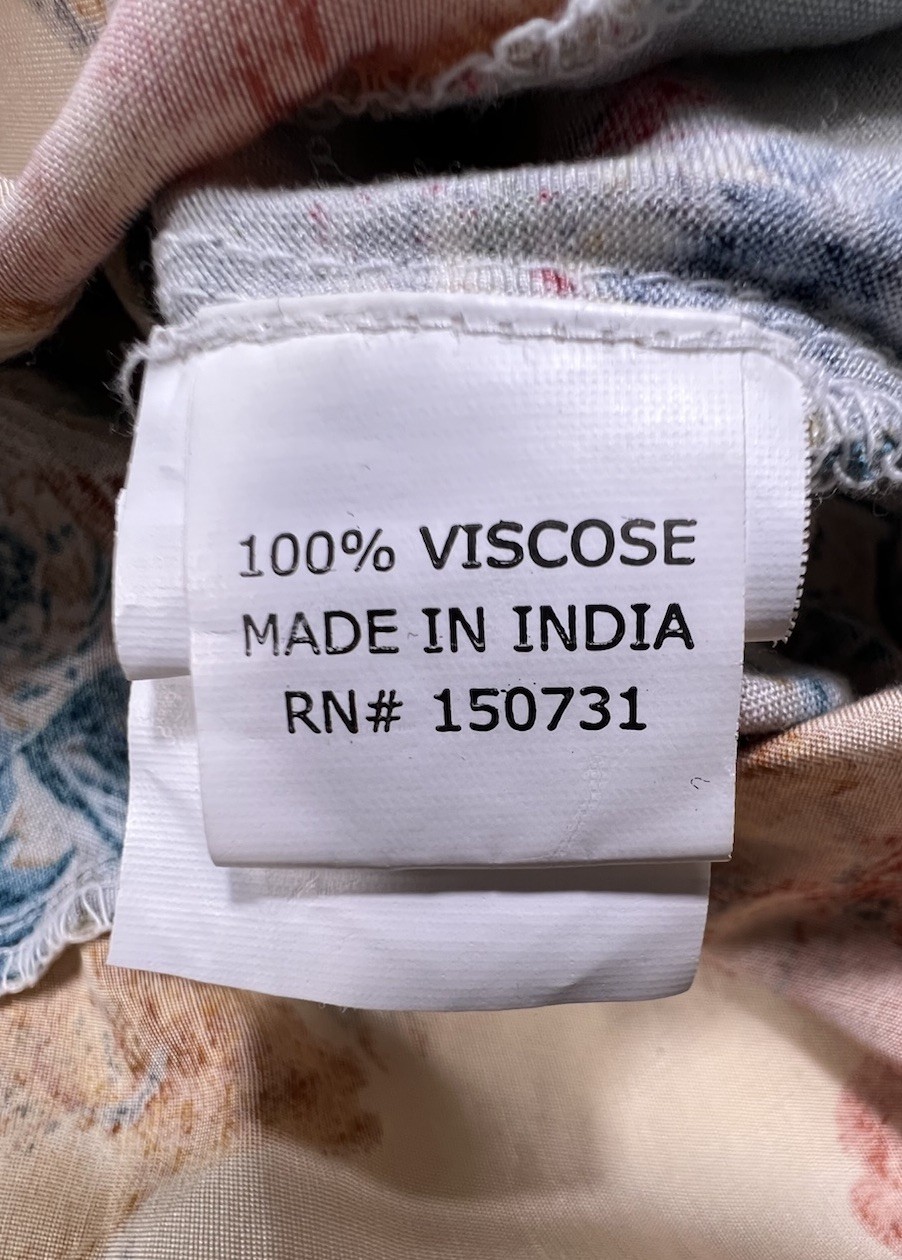 100% VISCOSE
MADE IN INDIA
RN# 150731